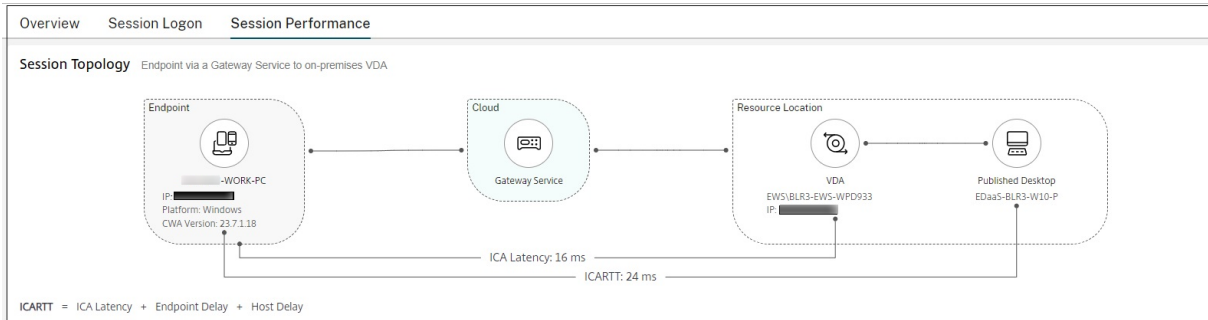 Overview Session Logon Session Performance
Session Topology Endpoint via a Gateway Service to on-premises VDA
Endpoint
-WORK-PC
IP:
Platform: Windows
CWA Version: 23.7.1.18
Cloud
Gateway Service
Resource Location
VDA
EWS\BLR3-EWS-WPD933
IP:
Published Desktop
EDaaS-BLR3-W10-P
ICA Latency: 16 ms
ICARTT: 24 ms
ICARTT = ICA Latency + Endpoint Delay + Host Delay